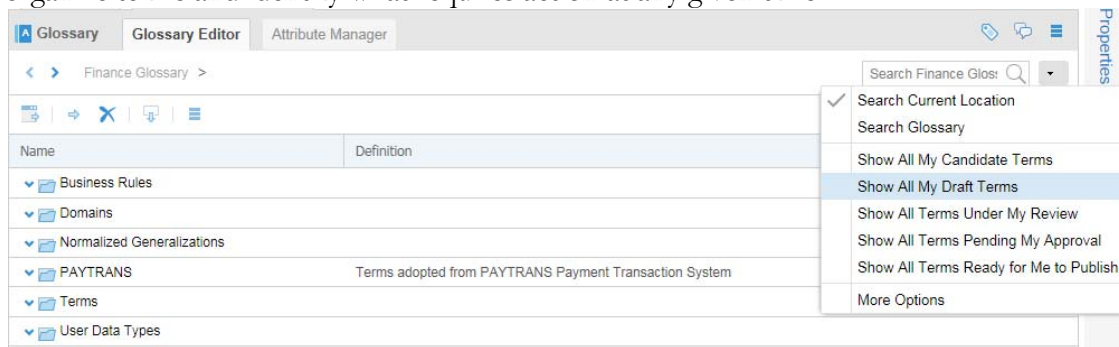 Glossary Glossary Editor Attribute Manager
Properties
Finance Glossary >
Search Finance Glos
Search Current Location
Search Glossary
Name Definition
Show All My Candidate Terms
Business Rules
Show All My Draft Terms
Domains
Show All Terms Under My Review
Normalized Generalizations
Show All Terms Pending My Approval
PAYTRANS Terms adopted from PAYTRANS Payment Transaction System
Show All Terms Ready for Me to Publish
Terms
More Options
User Data Types